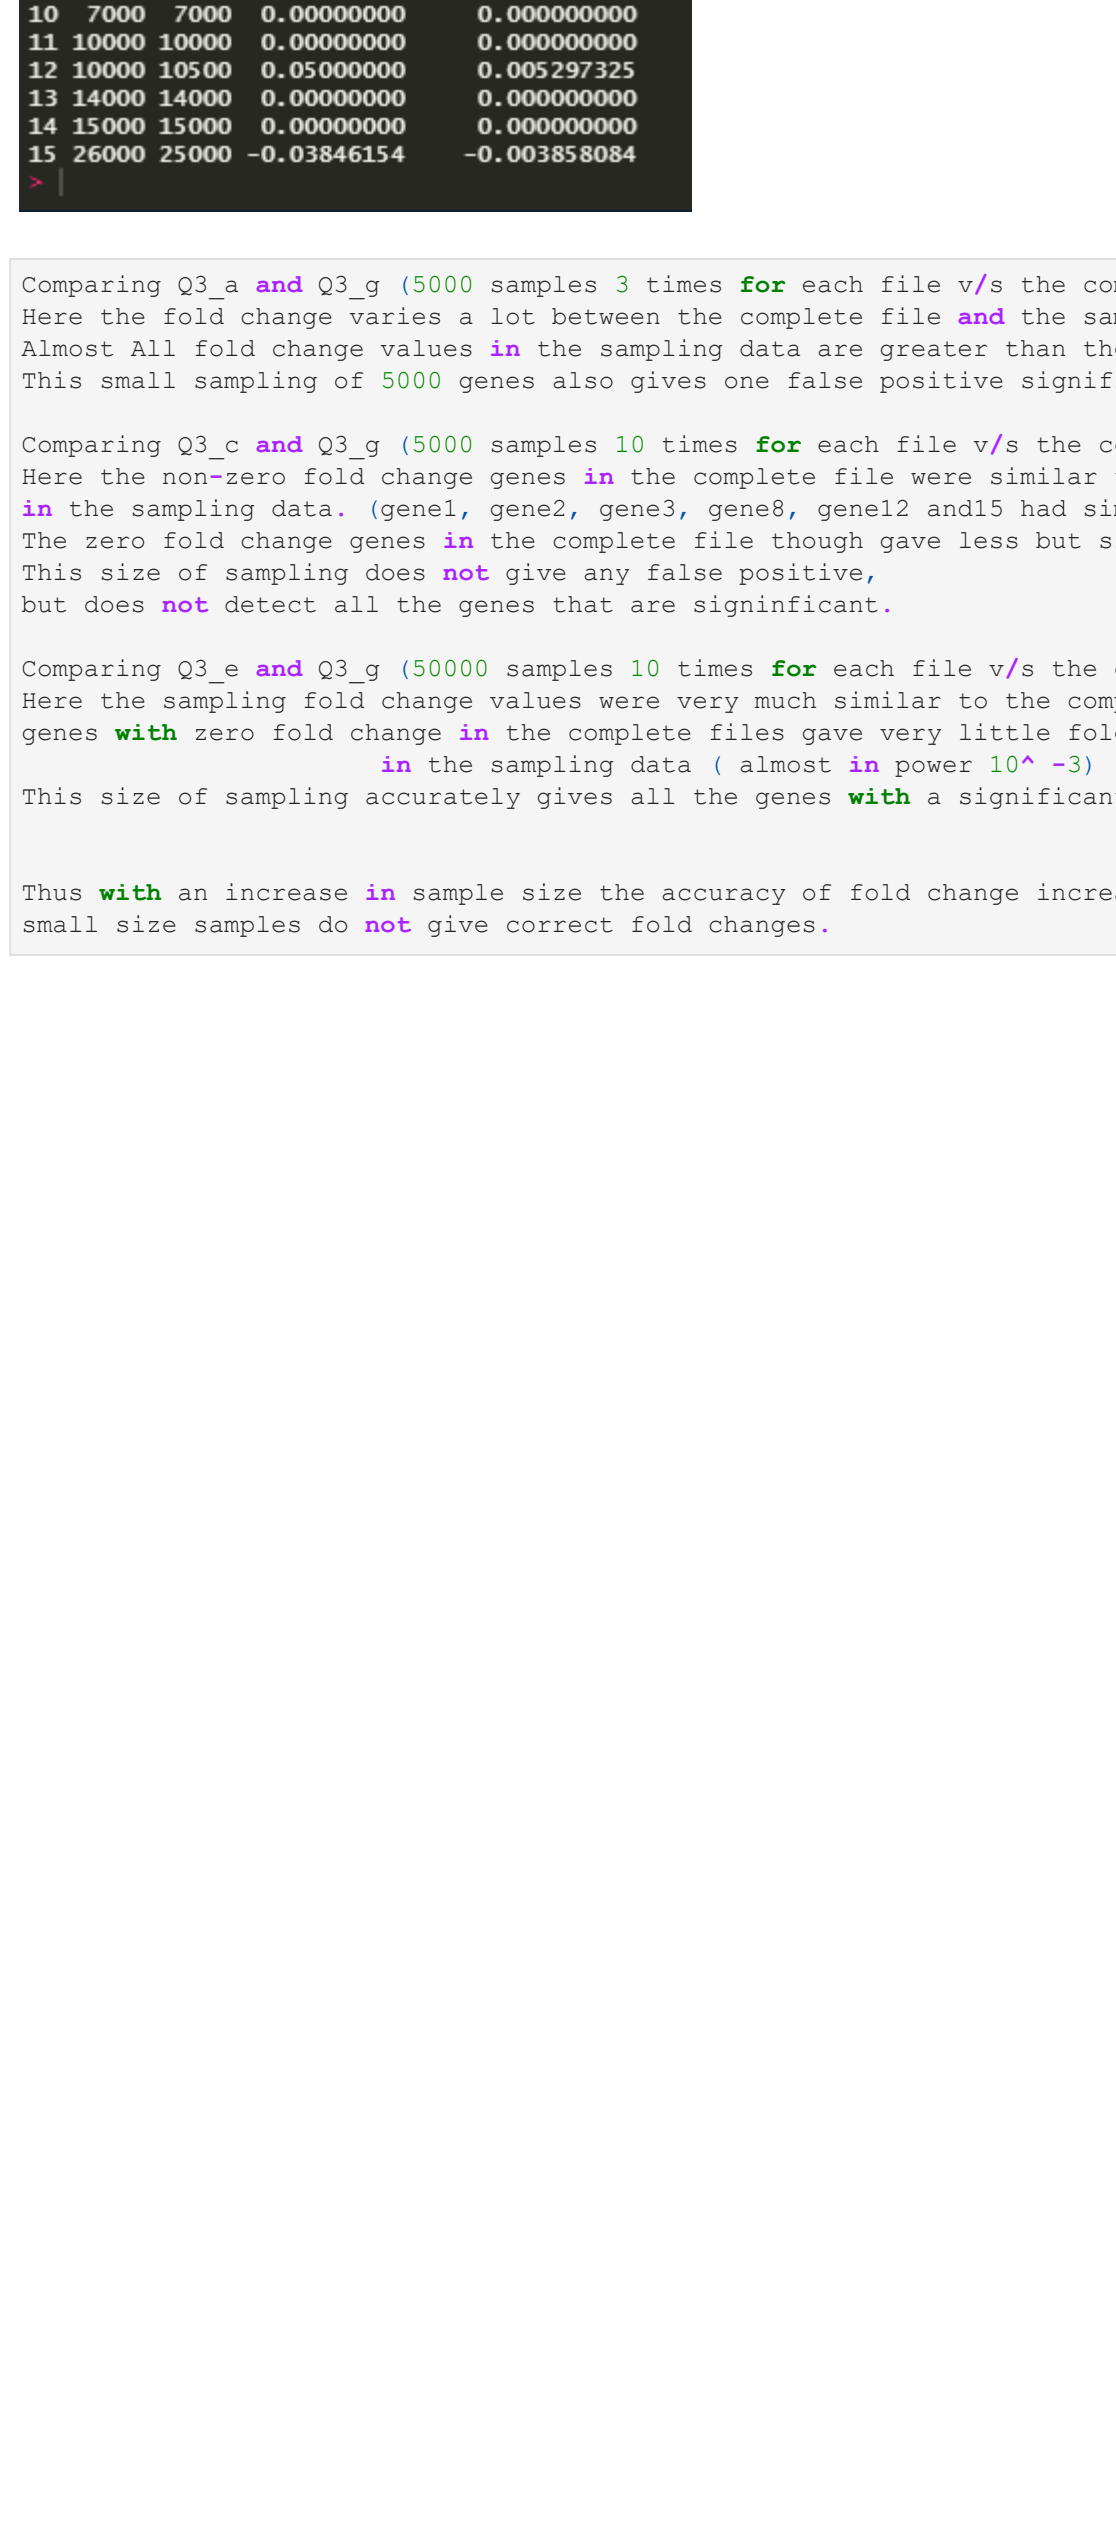 10 7000 7000 0.00000000 0.000000000
11 10000 10000 0.00000000 0.000000000
12 10000 10500 0.05000000 0.005297325
13 14000 14000 0.00000000 0.000000000
14 15000 15000 0.00000000 0.000000000
15 26000 25000 -0.03846154 -0.003858084
>
Comparing Q3_a and Q3_g (5000 samples 3 times for each file v/s the
Here the fold change varies a lot between the complete file and the
Almost All fold change values in the sampling data are greater than
This small sampling of 5000 genes also gives one false positive
Comparing Q3_c and Q3_g (5000 samples 10 times for each file v/s the
Here the non-zero fold change genes in the complete file were similar
in the sampling data. (gene1, gene2, gene3, gene8, gene12 and15 had
The zero fold change genes in the complete file though gave less but
This size of sampling does not give any false positive,
but does not detect all the genes that are signinficant.
Comparing Q3_e and Q3_g (50000 samples 10 times for each file v/s the
Here the sampling fold change values were very much similar to the
genes with zero fold change in the complete files gave very little
in the sampling data ( almost in power 10^ -3)
This size of sampling accurately gives all the genes with a
Thus with an increase in sample size the accuracy of fold change
small size samples do not give correct fold changes.